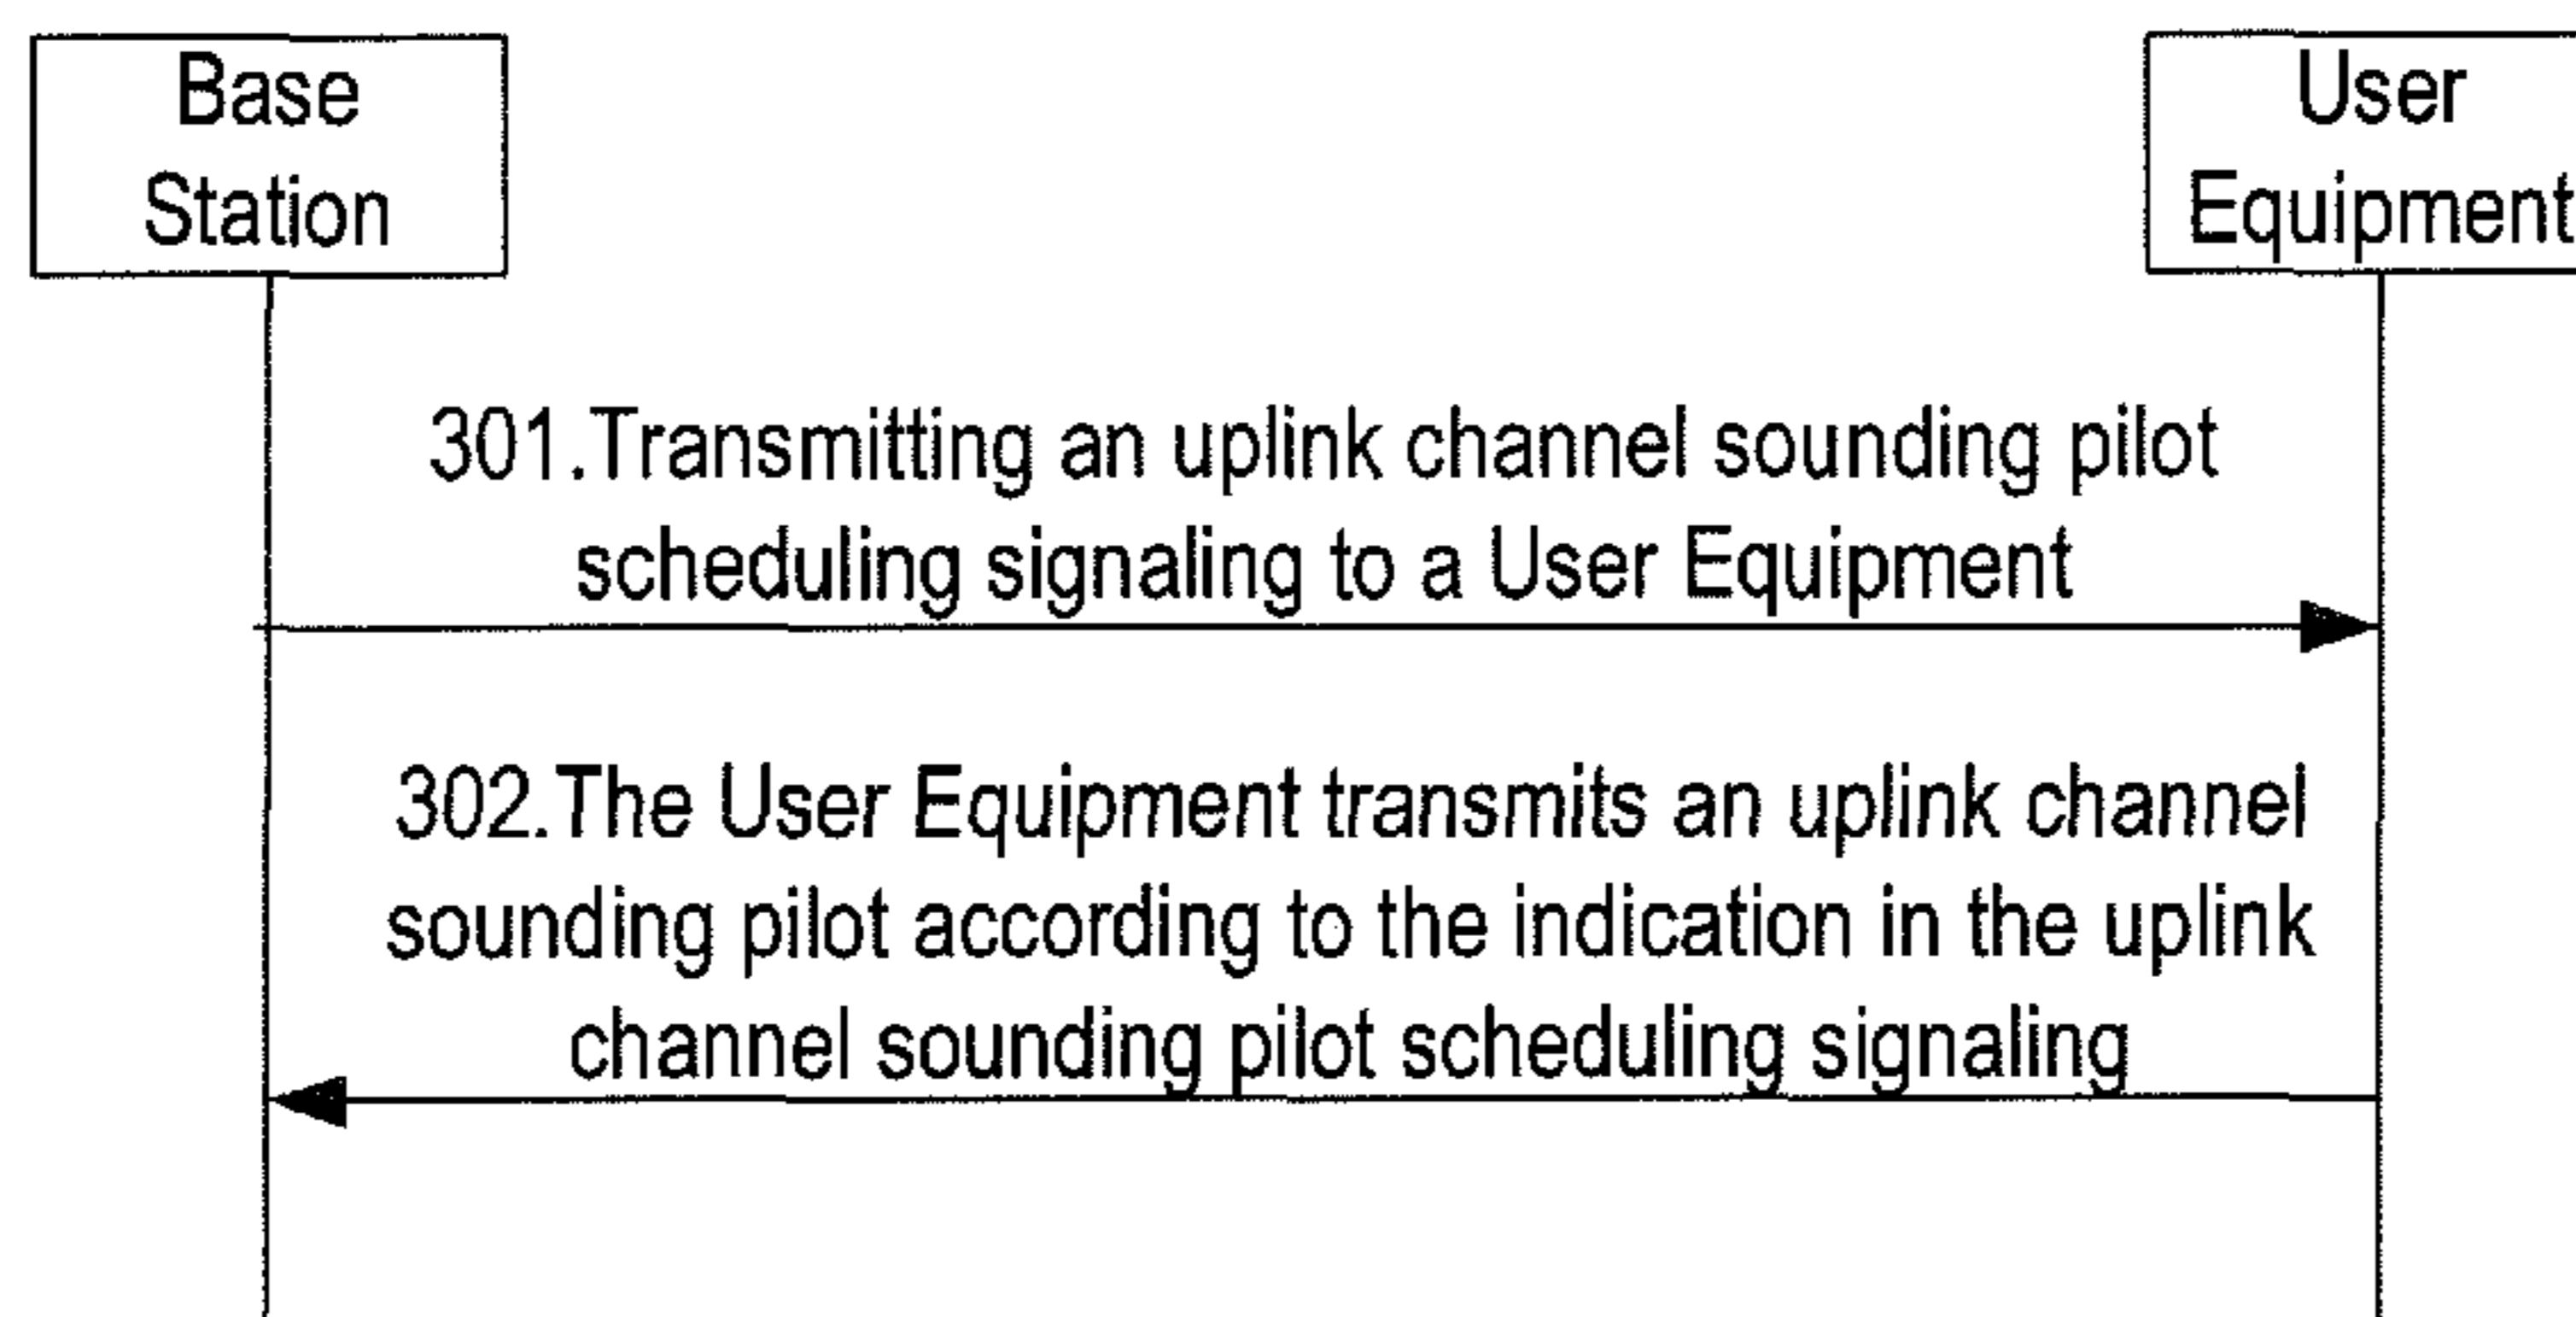 Base
Station
User
Equipment
301.Transmitting an uplink channel sounding pilot
scheduling signaling to a User Equipment
302.The User Equipment transmits an uplink channel
sounding pilot according to the indication in the uplink
channel sounding pilot scheduling signaling